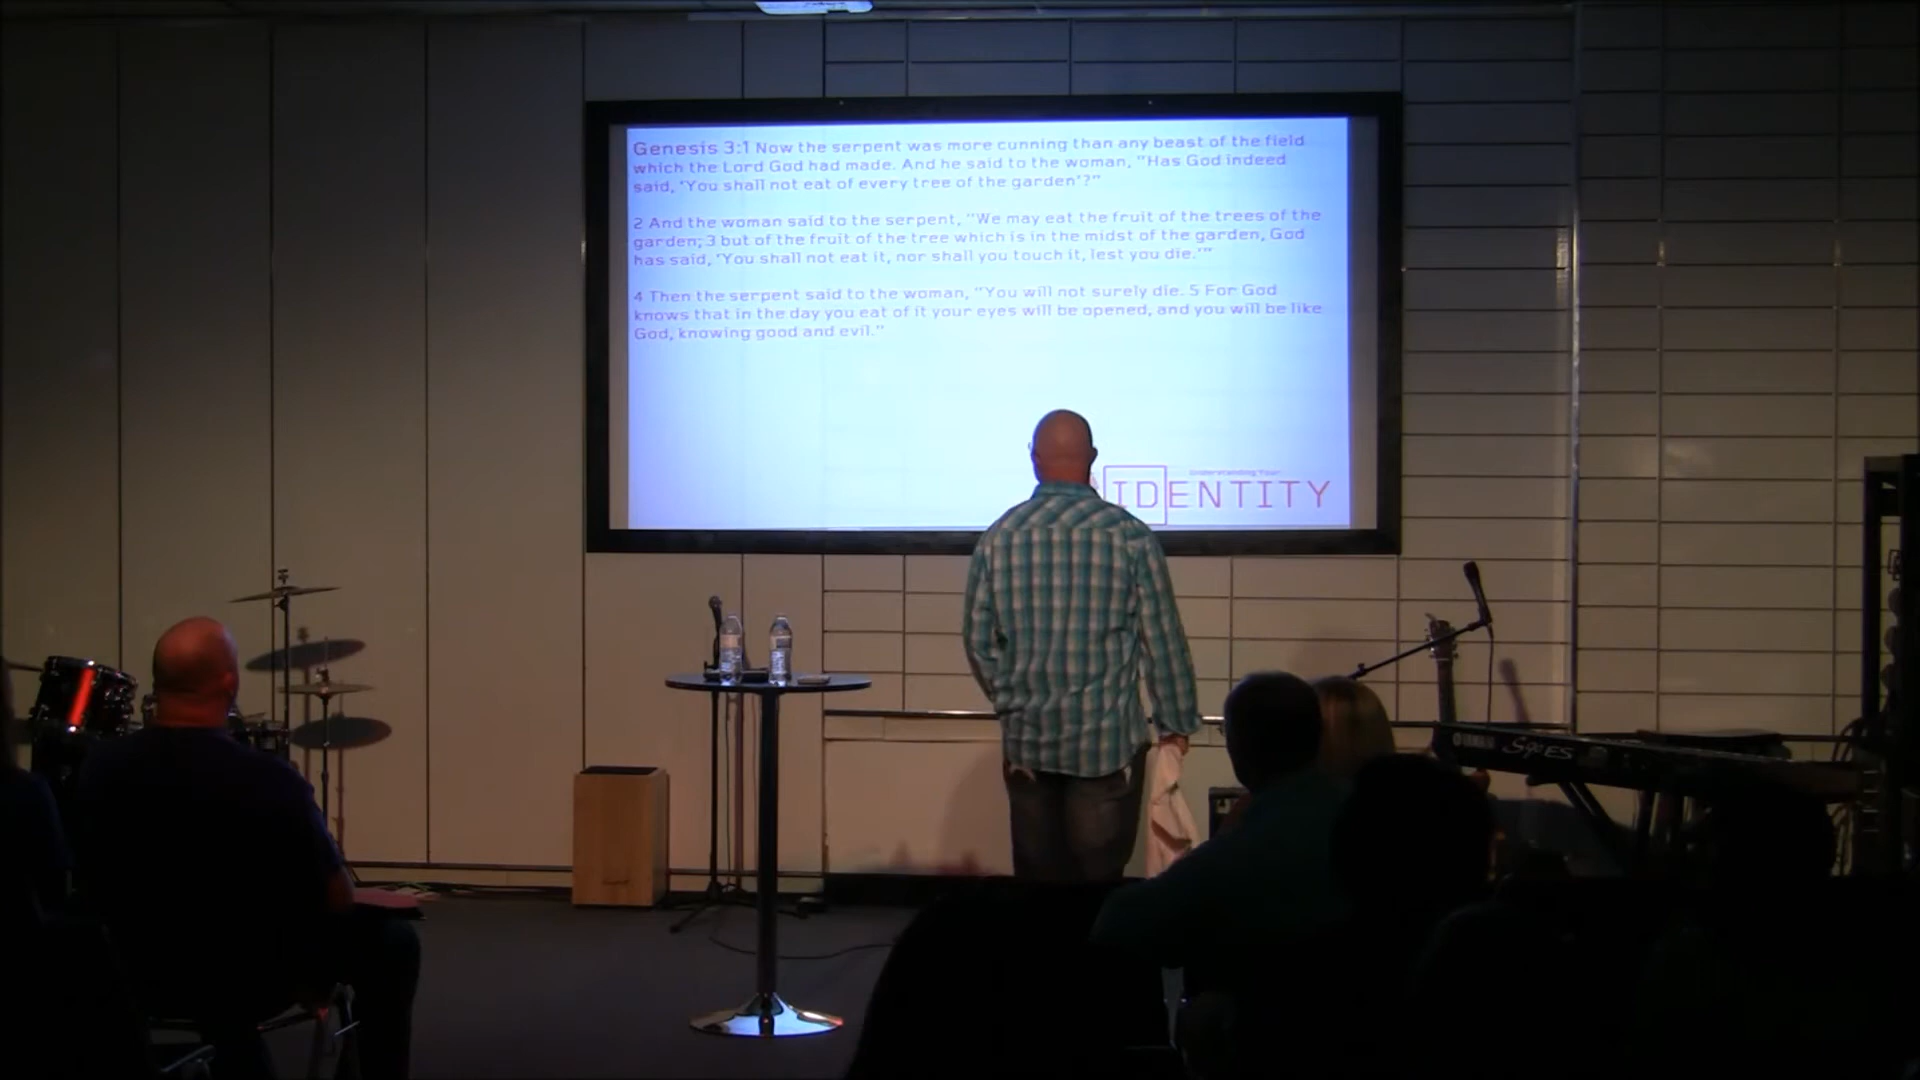 Genesis 3:1 Now the serpent was more cunning than any beast of the field
which the Lord God had made. And he said to the woman, "Has God indeed
said, 'You shall not eat of every tree of the garden'?"
2 And the woman said to the serpent, "We may eat the fruit of the trees of the
garden; 3 but of the fruit of the tree which is in the midst of the garden, God
has said, 'You shall not eat it, nor shall you touch it, lest you die.'"
4 Then the serpent said to the woman, "You will not surely die. 5 For God
knows that in the day you eat of it your eyes will be opened, and you will be like
God, knowing good and evil."
Understanding Your
IDENTITY
YAMAHA S90ES